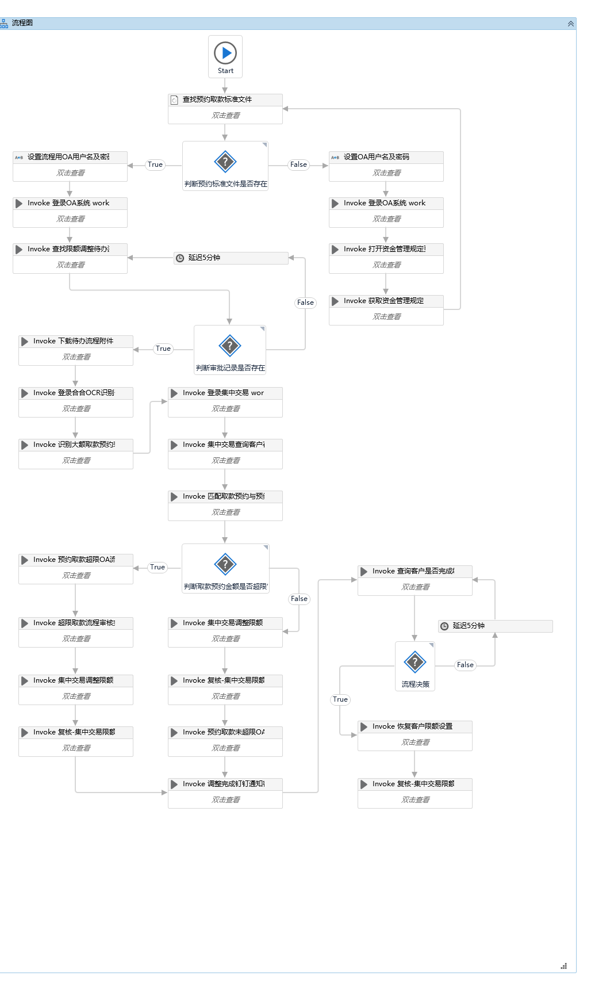 流程图
Start
查找预约取款标准文件
双击查看
判断预约标准文件是否存在
True
False
设置流程用OA用户名及密
双击查看
Invoke 登录OA系统 work
双击查看
Invoke 查找限额调整待办
双击查看
设置OA用户名及密码
双击查看
Invoke 登录OA系统 work
双击查看
Invoke 打开资金管理规定
双击查看
Invoke 获取资金管理规定
双击查看
延迟5分钟
False
判断审批记录是否存在
True
Invoke 下载待办流程附件
双击查看
Invoke 登录合合OCR识别
双击查看
Invoke 识别大额取款预约
双击查看
Invoke 登录集中交易 wor
双击查看
Invoke 集中交易查询客户
双击查看
Invoke 匹配取款预约与预
双击查看
判断取款预约金额是否超限
True
False
Invoke 预约取款超限OA流
双击查看
Invoke 超限取款流程审核
双击查看
Invoke 集中交易调整限额
双击查看
Invoke 复核-集中交易限额
双击查看
Invoke 集中交易调整限额
双击查看
Invoke 复核-集中交易限额
双击查看
Invoke 预约取款未超限OA
双击查看
Invoke 调整完成钉钉通知
双击查看
Invoke 查询客户是否完成
双击查看
延迟5分钟
流程决策
False
True
Invoke 恢复客户限额设置
双击查看
Invoke 复核-集中交易限额
双击查看